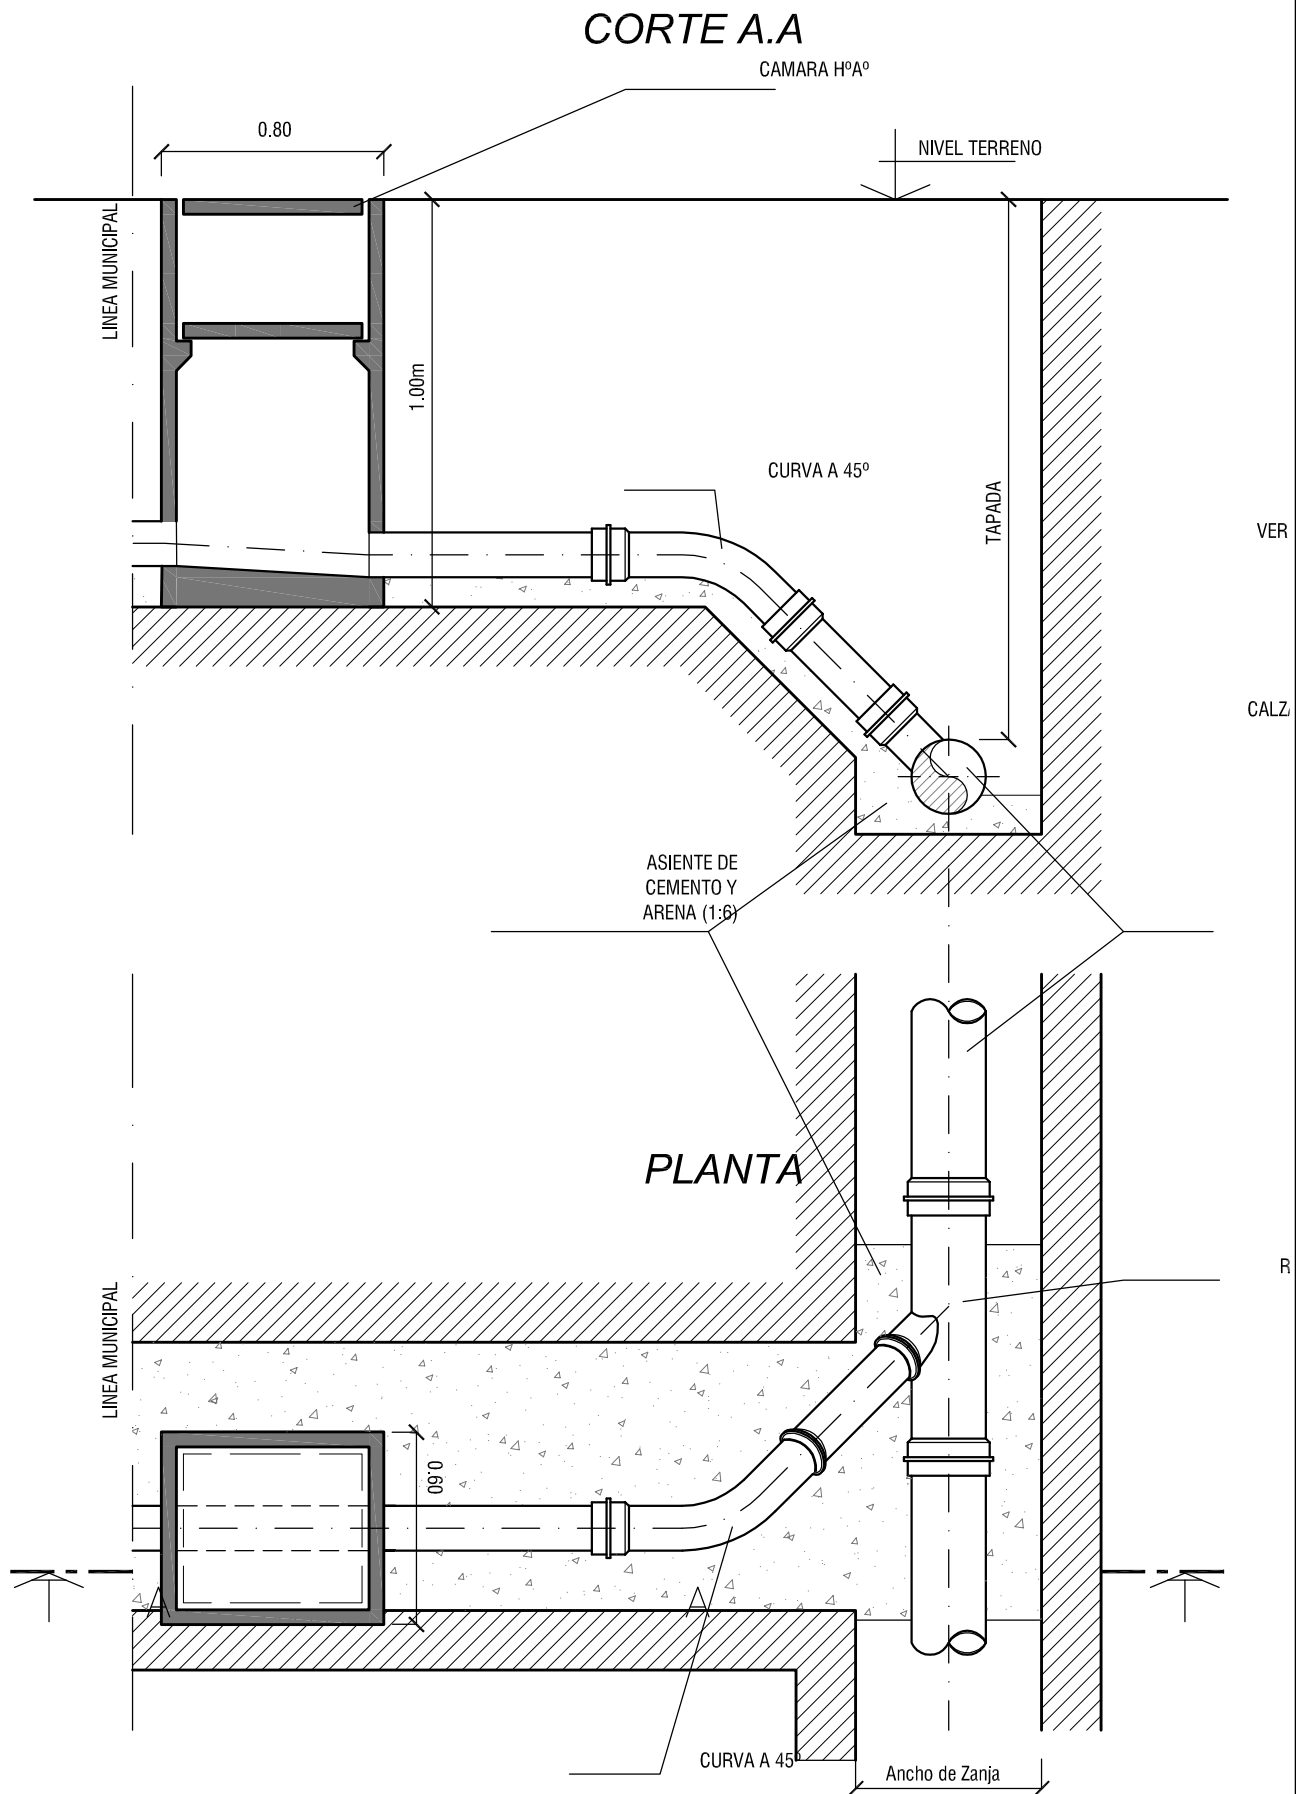 CORTE A.A
CAMARA HºAº
0.80
NIVEL TERRENO
LINEA MUNICIPAL
1.00m
CURVA A 45º
TAPADA
VER
CALZ
ASIENTE DE
CEMENTO Y
ARENA (1:6)
PLANTA
R
LINEA MUNICIPAL
0.60
A
A
CURVA A 45º
Ancho de Zanja